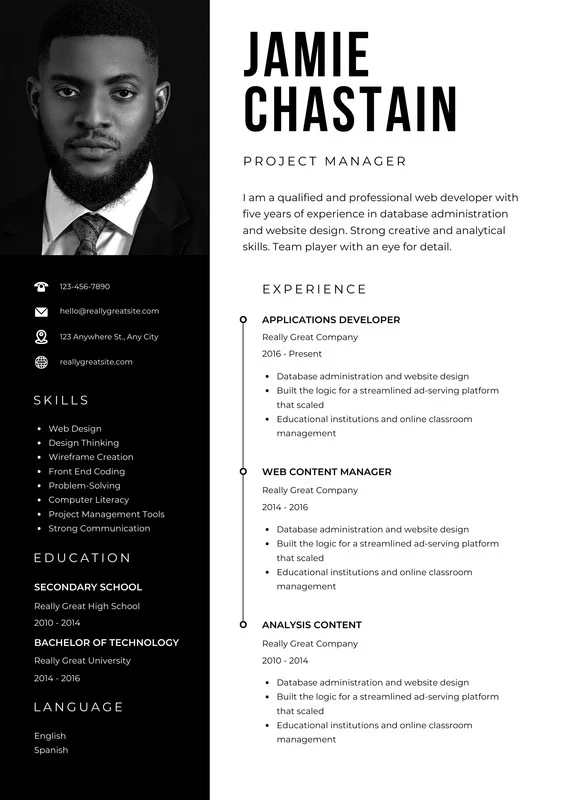 JAMIE
CHASTAIN
PROJECT MANAGER
I am a qualified and professional web developer with
five years of experience in database administration
and website design. Strong creative and analytical
skills. Team player with an eye for detail.
123-456-7890
hello@reallygreatsite.com
123 Anywhere St., Any City
reallygreatsite.com
SKILLS
• Web Design
• Design Thinking
• Wireframe Creation
• Front End Coding
• Problem-Solving
• Computer Literacy
• Project Management Tools
• Strong Communication
EDUCATION
SECONDARY SCHOOL
Really Great High School
2010 - 2014
BACHELOR OF TECHNOLOGY
Really Great University
2014 - 2016
LANGUAGE
English
Spanish
EXPERIENCE
APPLICATIONS DEVELOPER
Really Great Company
2016 - Present
• Database administration and website design
• Built the logic for a streamlined ad-serving platform
that scaled
• Educational institutions and online classroom
management
WEB CONTENT MANAGER
Really Great Company
2014 - 2016
• Database administration and website design
• Built the logic for a streamlined ad-serving platform
that scaled
• Educational institutions and online classroom
management
ANALYSIS CONTENT
Really Great Company
2010 - 2014
• Database administration and website design
• Built the logic for a streamlined ad-serving platform
that scaled
• Educational institutions and online classroom
management